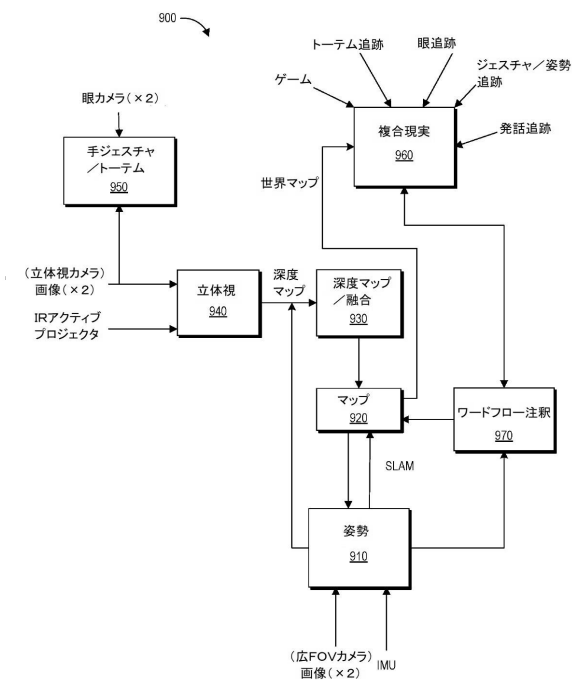 900
トーテム追跡
眼追跡
ゲーム
ジェスチャ／姿勢
追跡
眼カメラ（×２）
複合現実
960
発話追跡
手ジェスチャ
／トーテム
950
世界マップ
（立体視カメラ）
画像（×２）
立体視
940
深度
マップ
深度マップ
／融合
930
IRアクティブ
プロジェクタ
マップ
920
ワードフロー注釈
970
SLAM
姿勢
910
（広FOVカメラ）
画像（×２）
IMU